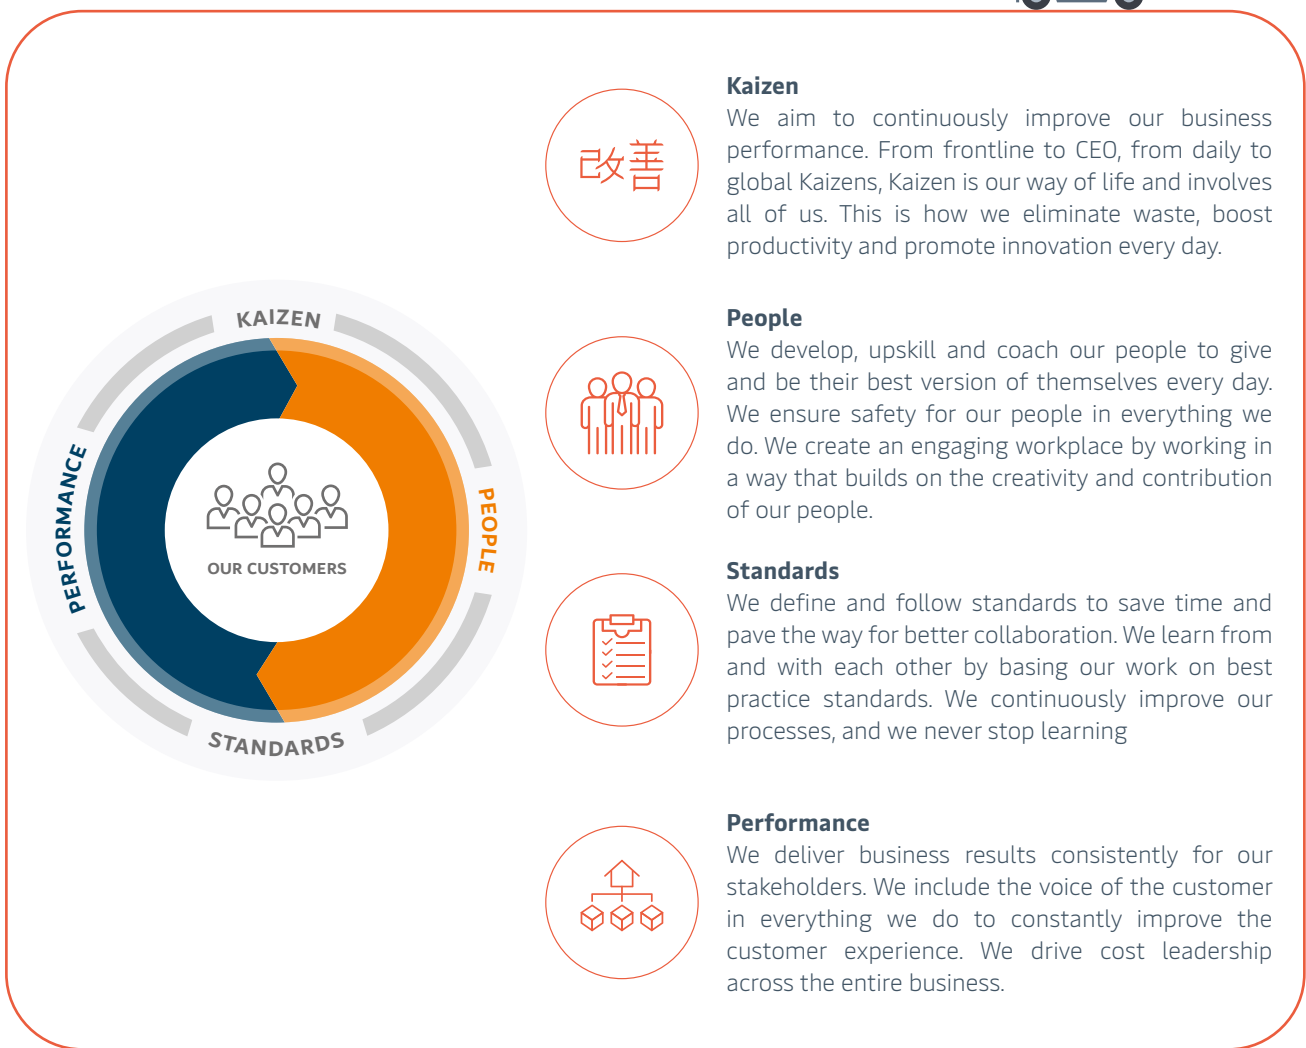 KAIZEN
PERFORMANCE
PEOPLE
OUR CUSTOMERS
STANDARDS
改善
Kaizen
We aim to continuously improve our business
performance. From frontline to CEO, from daily to
global Kaizens, Kaizen is our way of life and involves
all of us. This is how we eliminate waste, boost
productivity and promote innovation every day.
People
We develop, upskill and coach our people to give
and be their best version of themselves every day.
We ensure safety for our people in everything we
do. We create an engaging workplace by working in
a way that builds on the creativity and contribution
of our people.
Standards
We define and follow standards to save time and
pave the way for better collaboration. We learn from
and with each other by basing our work on best
practice standards. We continuously improve our
processes, and we never stop learning
Performance
We deliver business results consistently for our
stakeholders. We include the voice of the customer
in everything we do to constantly improve the
customer experience. We drive cost leadership
across the entire business.